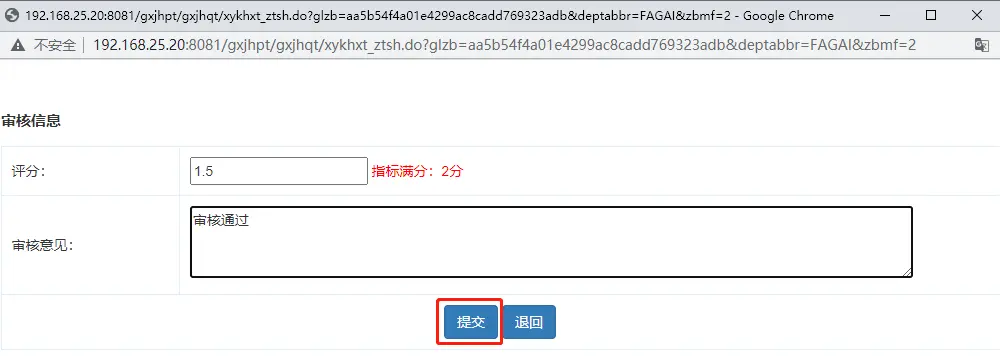 192.168.25.20:8081/gxjhpt/gxjhqt/xykhxt_ztsh.do?glzb=aa5b54f4a01e4299ac8cadd769323adb&deptabbr=FAGAI&zbmf=2 - Google Chrome
不安全 192.168.25.20:8081/gxjhpt/gxjhqt/xykhxt_ztsh.do?glzb=aa5b54f4a01e4299ac8cadd769323adb&deptabbr=FAGAI&zbmf=2
审核信息
评分： 1.5 指标满分：2分
审核意见： 审核通过
提交 退回